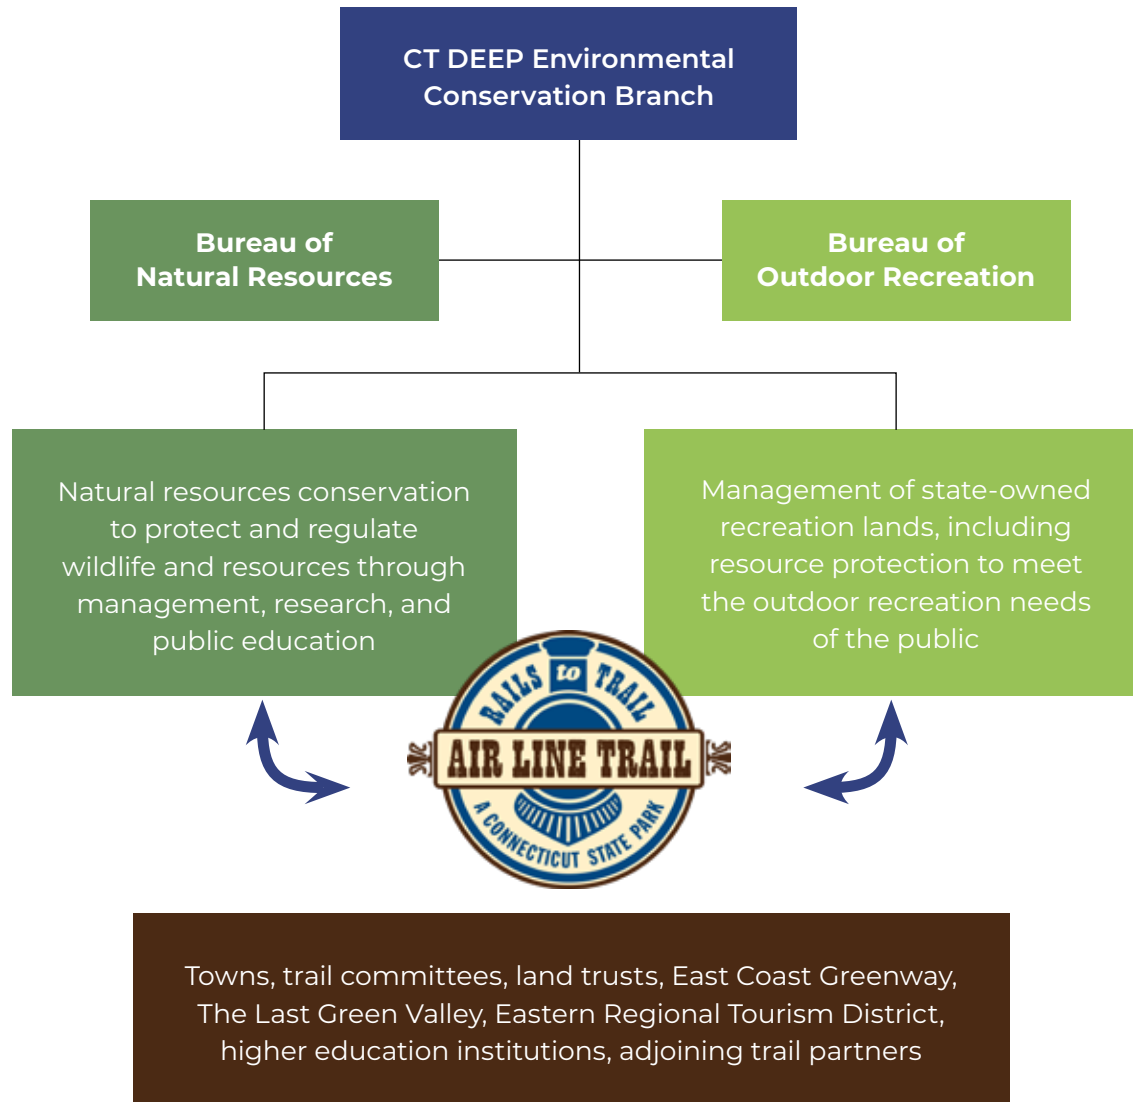 CT DEEP Environmental
Conservation Branch
Bureau of
Natural Resources
Bureau of
Outdoor Recreation
Natural resources conservation
to protect and regulate
wildlife and resources through
management, research, and
public education
Management of state-owned
recreation lands, including
resource protection to meet
the outdoor recreation needs
of the public
RAILS to TRAIL
AIR LINE TRAIL
A CONNECTICUT STATE PARK
Towns, trail committees, land trusts, East Coast Greenway,
The Last Green Valley, Eastern Regional Tourism District,
higher education institutions, adjoining trail partners